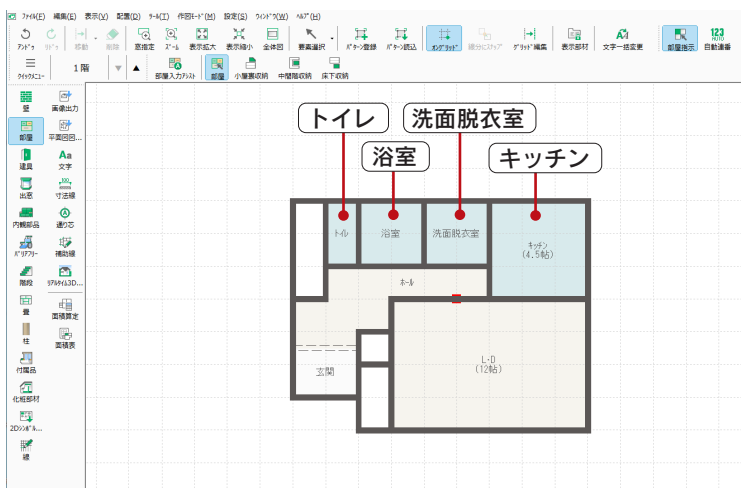 ファイル(F) 編集(E) 表示(V) 配置(D) ツール(T) 作図モード(M) 設定(S) ウィンドウ(W) ヘルプ(H)
アンドゥ リドゥ 移動 削除 窓指定 ズーム 表示拡大 表示縮小 全体図 要素選択 パターン登録 パターン読込 オングリッド 線分にスナップ グリッド編集 表示部材 文字一括変更 部屋指示 自動連番
クイックメニュー 1 階 部屋入力アシスト 部屋 小屋裏収納 中間階収納 床下収納
壁 画像出力
部屋 平面図図...
建具 文字
出窓 寸法線
内観部品 通り芯
バリアフリー 補助線
階段 リアルタイム3D...
畳 面積算定
柱 面積表
付属品
化粧部材
2Dシンボル...
線
トイレ 洗面脱衣室
浴室 キッチン
トイレ 浴室 洗面脱衣室 キッチン
(4.5帖)
ホール
L・D
(12帖)
玄関